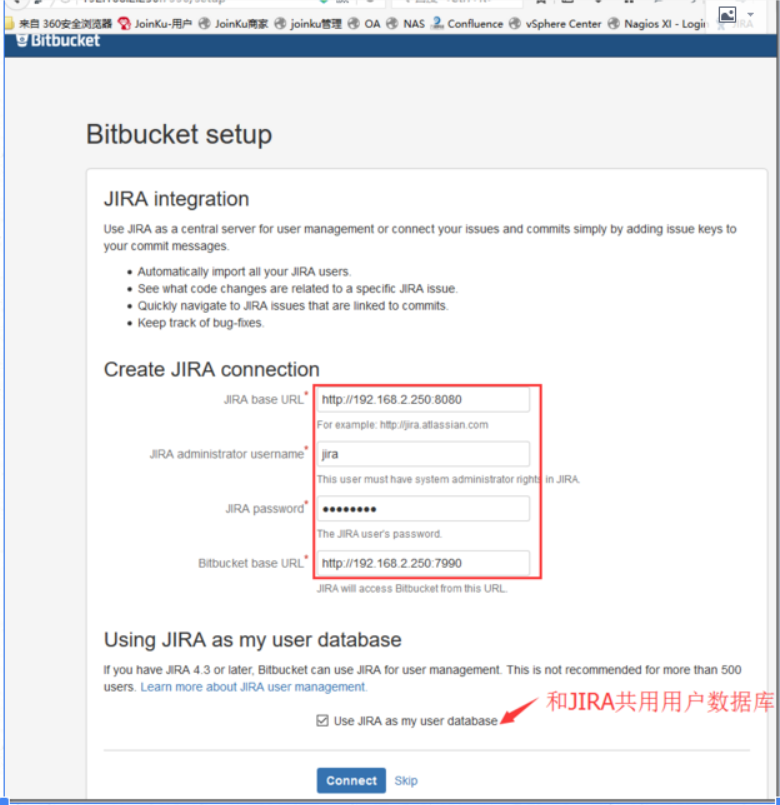 来自 360安全浏览器 JoinKu-用户 JoinKu商家 joinku管理 OA NAS Confluence vSphere Center Nagios XI - Login JIRA
Bitbucket
Bitbucket setup
JIRA integration
Use JIRA as a central server for user management or connect your issues and commits simply by adding issue keys to
your commit messages.
• Automatically import all your JIRA users.
• See what code changes are related to a specific JIRA issue.
• Quickly navigate to JIRA issues that are linked to commits.
• Keep track of bug-fixes.
Create JIRA connection
JIRA base URL* http://192.168.2.250:8080
For example: http://jira.atlassian.com
JIRA administrator username* jira
This user must have system administrator rights in JIRA.
JIRA password* ●●●●●●●●
The JIRA user's password.
Bitbucket base URL* http://192.168.2.250:7990
JIRA will access Bitbucket from this URL.
Using JIRA as my user database
If you have JIRA 4.3 or later, Bitbucket can use JIRA for user management. This is not recommended for more than 500
users. Learn more about JIRA user management.
和JIRA共用用户数据库
Use JIRA as my user database
Connect Skip